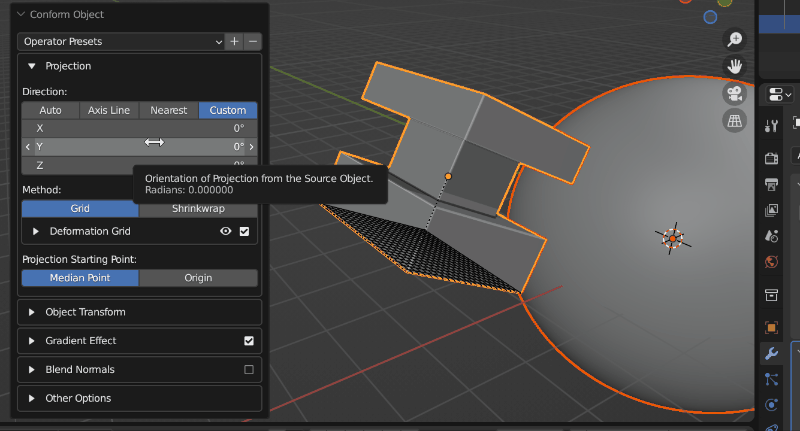 Conform Object
Operator Presets
Projection
Direction:
Auto Axis Line Nearest Custom
X 0°
Y 0°
Z 0°
Orientation of Projection from the Source Object.
Radians: 0.000000
Method:
Grid Shrinkwrap
Deformation Grid
Projection Starting Point:
Median Point Origin
Object Transform
Gradient Effect
Blend Normals
Other Options